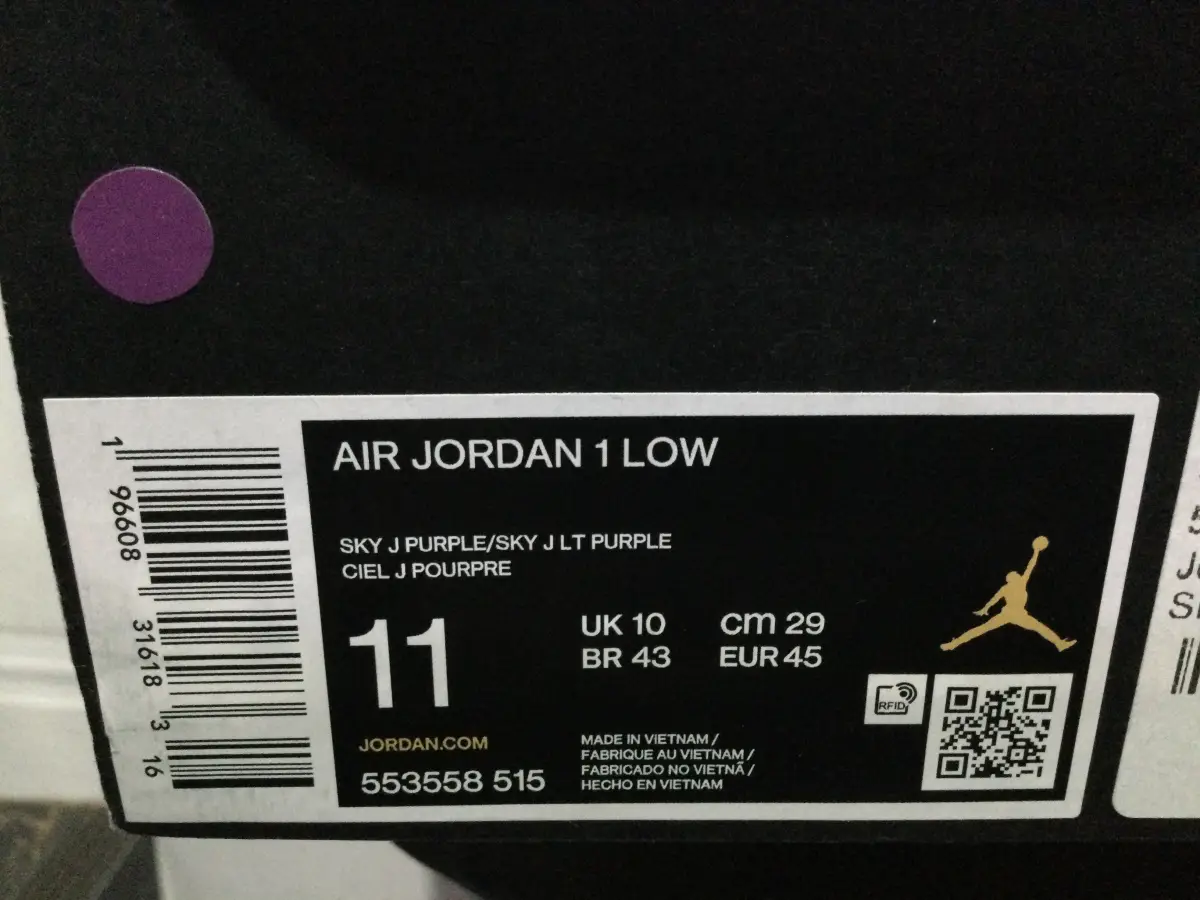 AIR JORDAN 1 LOW
SKY J PURPLE/SKY J LT PURPLE
CIEL J POURPRE
11
UK 10
CM 29
BR 43
EUR 45
RFID
JORDAN.COM
553558 515
MADE IN VIETNAM /
FABRIQUE AU VIETNAM /
FABRICADO NO VIETNÃ /
HECHO EN VIETNAM
1 96608 31618 3 16